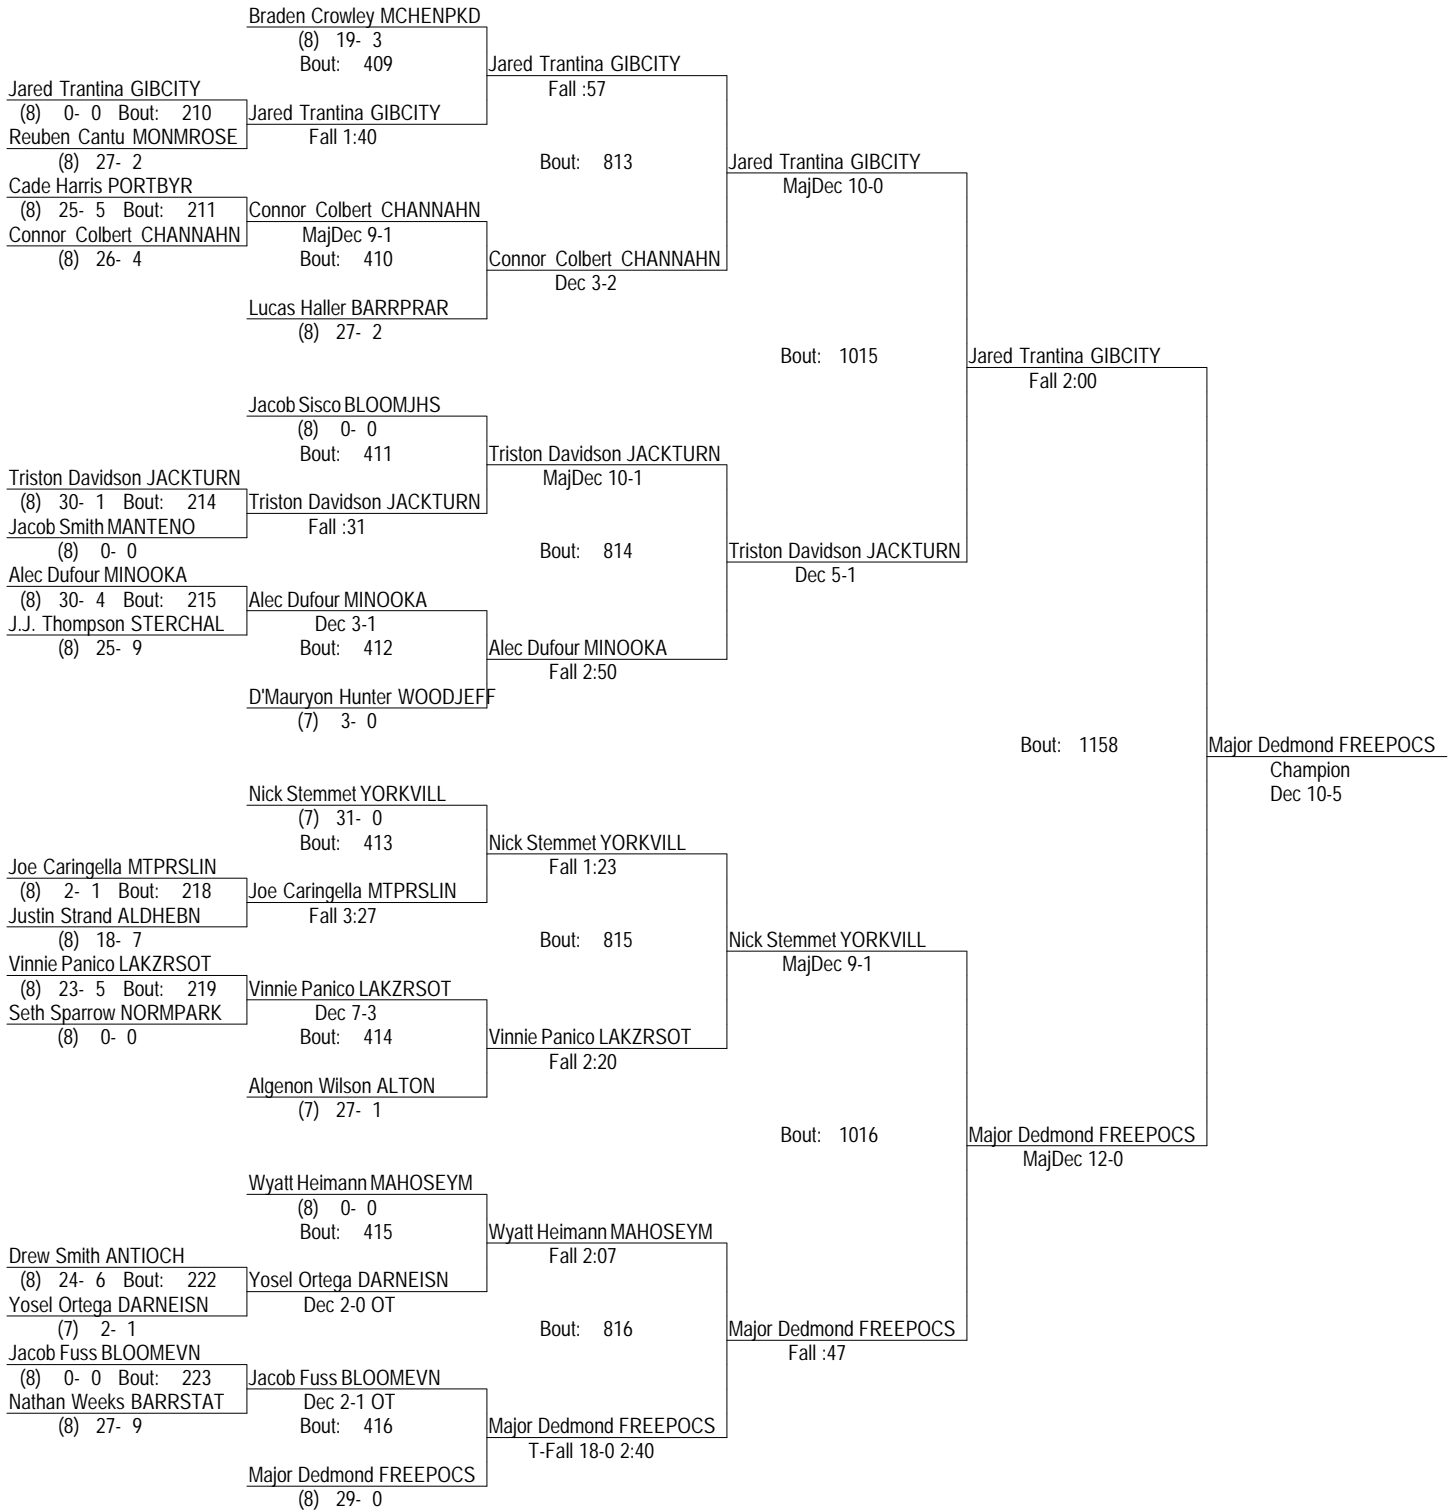 Braden Crowley MCHENPKD
(8) 19- 3
Bout: 409
Jared Trantina GIBCITY
Fall :57
Jared Trantina GIBCITY
(8) 0- 0 Bout: 210
Jared Trantina GIBCITY
Reuben Cantu MONMROSE
Fall 1:40
(8) 27- 2
Bout: 813
Jared Trantina GIBCITY
MajDec 10-0
Cade Harris PORTBYR
(8) 25- 5 Bout: 211
Connor Colbert CHANNAHN
Connor Colbert CHANNAHN
MajDec 9-1
(8) 26- 4
Bout: 410
Connor Colbert CHANNAHN
Dec 3-2
Lucas Haller BARRPRAR
(8) 27- 2
Bout: 1015
Jared Trantina GIBCITY
Fall 2:00
Jacob Sisco BLOOMJHS
(8) 0- 0
Bout: 411
Triston Davidson JACKTURN
MajDec 10-1
Triston Davidson JACKTURN
(8) 30- 1 Bout: 214
Triston Davidson JACKTURN
Jacob Smith MANTENO
Fall :31
(8) 0- 0
Bout: 814
Triston Davidson JACKTURN
Dec 5-1
Alec Dufour MINOOKA
(8) 30- 4 Bout: 215
Alec Dufour MINOOKA
J.J. Thompson STERCHAL
Dec 3-1
(8) 25- 9
Bout: 412
Alec Dufour MINOOKA
Fall 2:50
D'Mauryon Hunter WOODJEFF
(7) 3- 0
Bout: 1158
Major Dedmond FREEPOCS
Champion
Dec 10-5
Nick Stemmet YORKVILL
(7) 31- 0
Bout: 413
Nick Stemmet YORKVILL
Fall 1:23
Joe Caringella MTPRSLIN
(8) 2- 1 Bout: 218
Joe Caringella MTPRSLIN
Justin Strand ALDHEBN
Fall 3:27
(8) 18- 7
Bout: 815
Nick Stemmet YORKVILL
MajDec 9-1
Vinnie Panico LAKZRSOT
(8) 23- 5 Bout: 219
Vinnie Panico LAKZRSOT
Seth Sparrow NORMPARK
Dec 7-3
(8) 0- 0
Bout: 414
Vinnie Panico LAKZRSOT
Fall 2:20
Algenon Wilson ALTON
(7) 27- 1
Bout: 1016
Major Dedmond FREEPOCS
MajDec 12-0
Wyatt Heimann MAHOSEYM
(8) 0- 0
Bout: 415
Wyatt Heimann MAHOSEYM
Fall 2:07
Drew Smith ANTIOCH
(8) 24- 6 Bout: 222
Yosel Ortega DARNEISN
Yosel Ortega DARNEISN
Dec 2-0 OT
(7) 2- 1
Bout: 816
Major Dedmond FREEPOCS
Fall :47
Jacob Fuss BLOOMEVN
(8) 0- 0 Bout: 223
Jacob Fuss BLOOMEVN
Nathan Weeks BARRSTAT
Dec 2-1 OT
(8) 27- 9
Bout: 416
Major Dedmond FREEPOCS
T-Fall 18-0 2:40
Major Dedmond FREEPOCS
(8) 29- 0